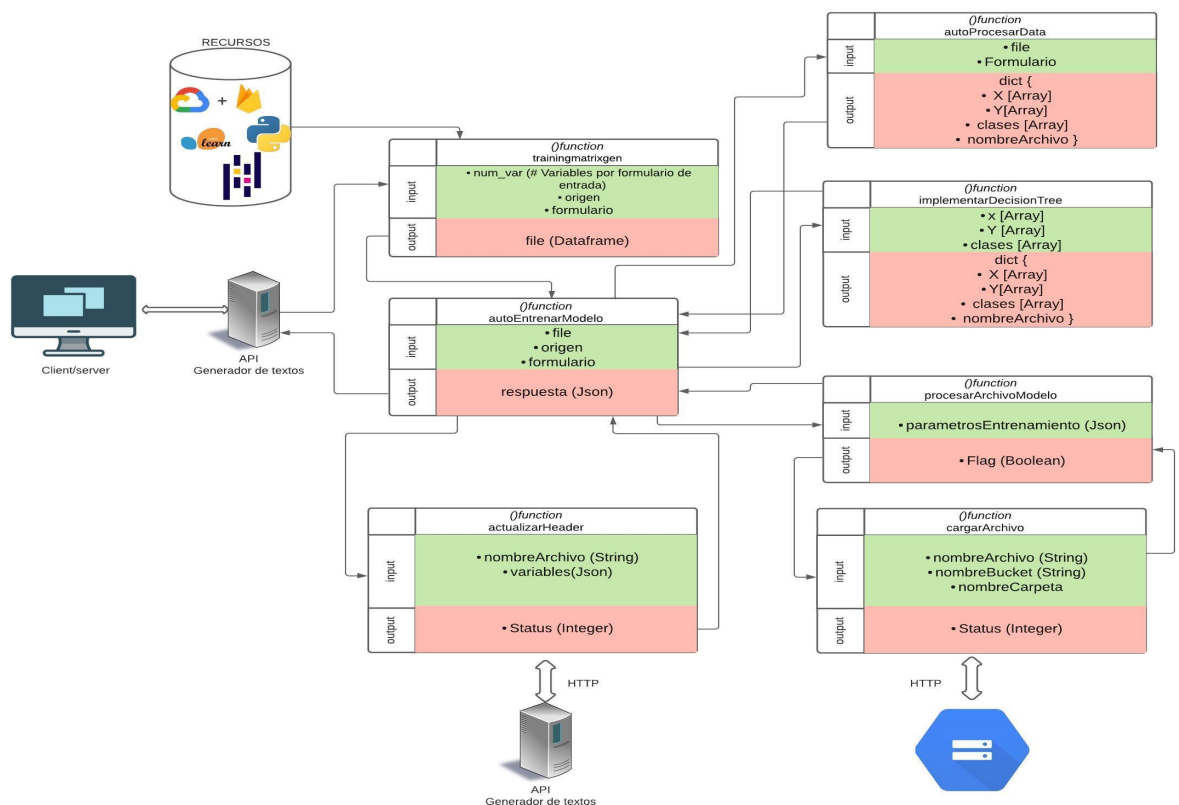 RECURSOS
+
learn
()function
trainingmatrixgen
input
• num_var (# Variables por formulario de
entrada)
• origen
• formulario
output
file (Dataframe)
Client/server
API
Generador de textos
()function
autoEntrenarModelo
input
• file
• origen
• formulario
output
respuesta (Json)
()function
autoProcesarData
input
• file
• Formulario
output
dict {
• X [Array]
• Y[Array]
• clases [Array]
• nombreArchivo }
()function
implementarDecisionTree
input
• x [Array]
• Y [Array]
• clases [Array]
output
dict {
• X [Array]
• Y[Array]
• clases [Array]
• nombreArchivo }
()function
procesarArchivoModelo
input
• parametrosEntrenamiento (Json)
output
• Flag (Boolean)
()function
actualizarHeader
input
• nombreArchivo (String)
• variables(Json)
output
• Status (Integer)
HTTP
API
Generador de textos
()function
cargarArchivo
input
• nombreArchivo (String)
• nombreBucket (String)
• nombreCarpeta
output
• Status (Integer)
HTTP